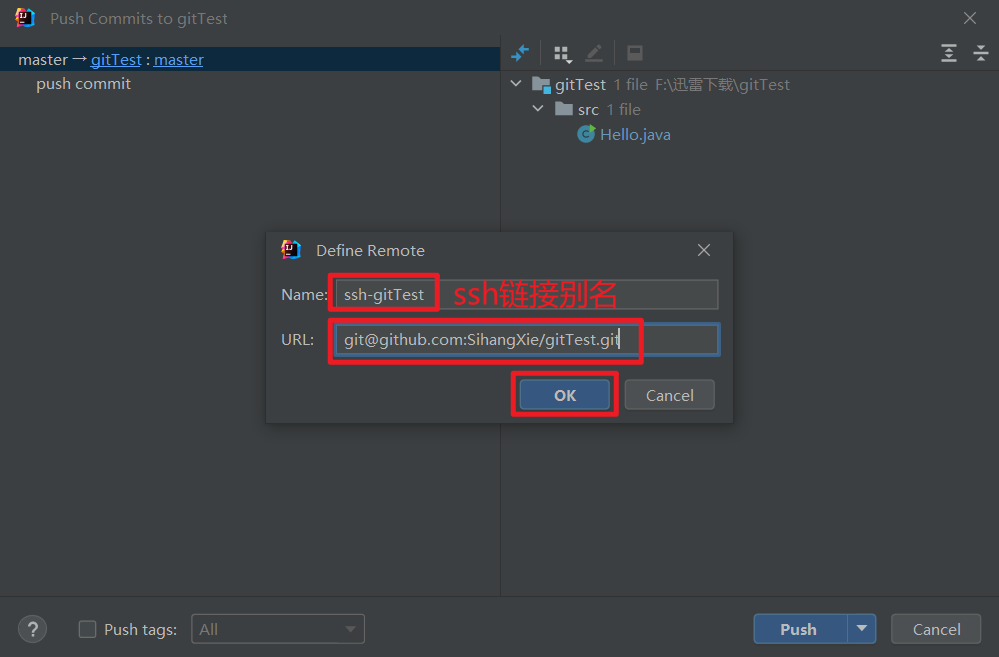 Push Commits to gitTest
master → gitTest : master
push commit
gitTest 1 file F:\迅雷下载\gitTest
src 1 file
Hello.java
Define Remote
Name: ssh-gitTest ssh链接别名
URL: git@github.com:SihangXie/gitTest.git
OK Cancel
? Push tags: All Push Cancel